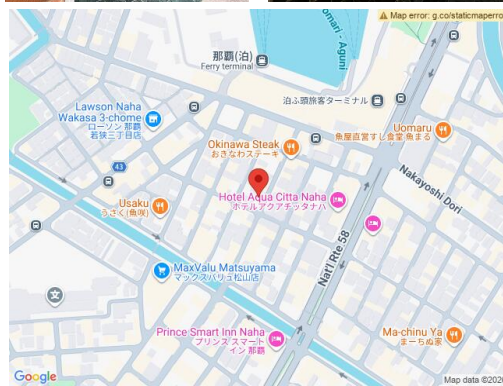 Map error: g.co/staticmaperro
那覇(泊)
Ferry terminal
omari - Aguni
泊ふ頭旅客ターミナル
Lawson Naha
Wakasa 3-chome
ローソン 那覇
若狭三丁目店
Okinawa Steak
おきなわステーキ
Uomaru
魚屋直営すし食堂 魚まる
43
Nakayoshi Dori
Usaku
うさく(魚咲)
Hotel Aqua Citta Naha
ホテルアクアチッタナハ
Nat'l Rte 58
MaxValu Matsuyama
マックスバリュ松山店
Prince Smart
Inn Naha
プリンス スマート
イン 那覇
Ma-chinu Ya
まーちぬ家
Google
Map data ©202